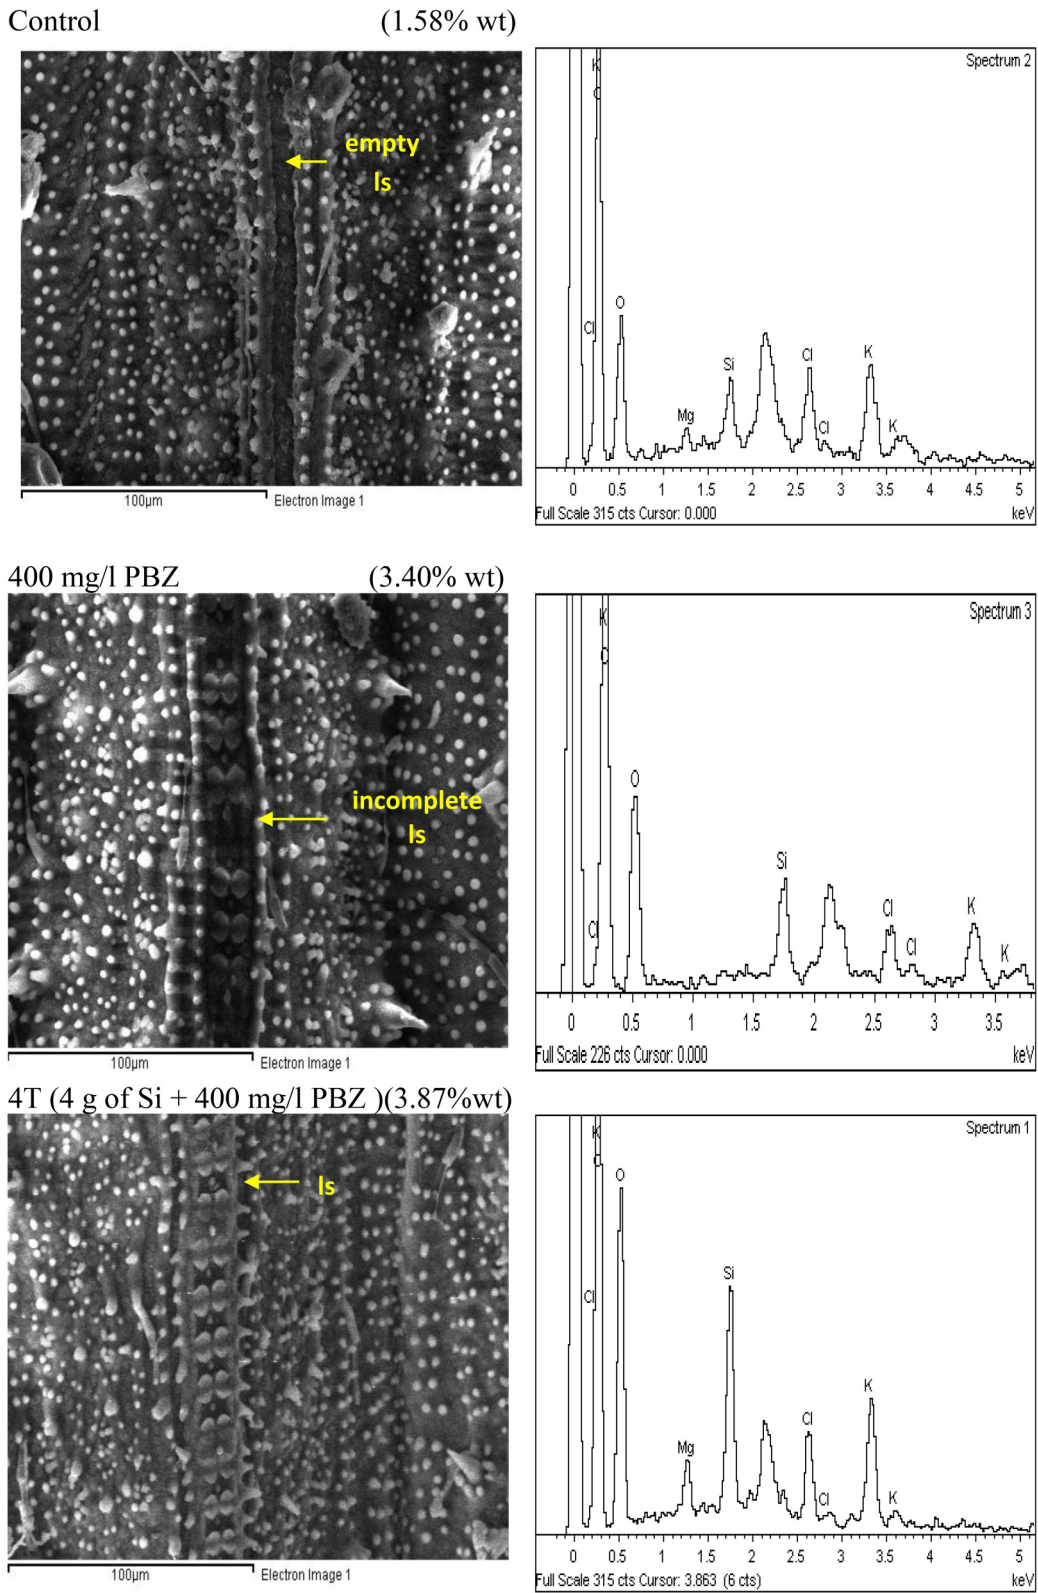 Control (1.58% wt)
empty
ls
100µm Electron Image 1
Spectrum 2
K
C
O
Cl
Si
Mg
Cl
Cl
K
K
0 0.5 1 1.5 2 2.5 3 3.5 4 4.5 5
Full Scale 315 cts Cursor: 0.000 keV
400 mg/l PBZ (3.40% wt)
incomplete
ls
100µm Electron Image 1
Spectrum 3
K
O
Cl
Si
Cl
Cl
K
K
0 0.5 1 1.5 2 2.5 3 3.5
Full Scale 226 cts Cursor: 0.000 keV
4T (4 g of Si + 400 mg/l PBZ )(3.87%wt)
ls
100µm Electron Image 1
Spectrum 1
K
O
Cl
Si
Mg
Cl
Cl
K
K
0 0.5 1 1.5 2 2.5 3 3.5 4 4.5 5
Full Scale 315 cts Cursor: 3.863 (6 cts) keV